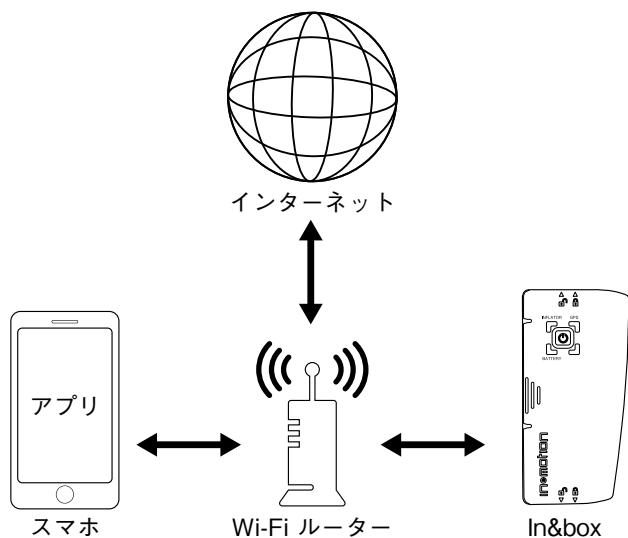 インターネット
INFLATOR GPS
BATTERY
アプリ
in&motion
スマホ
Wi-Fi ルーター
In&box